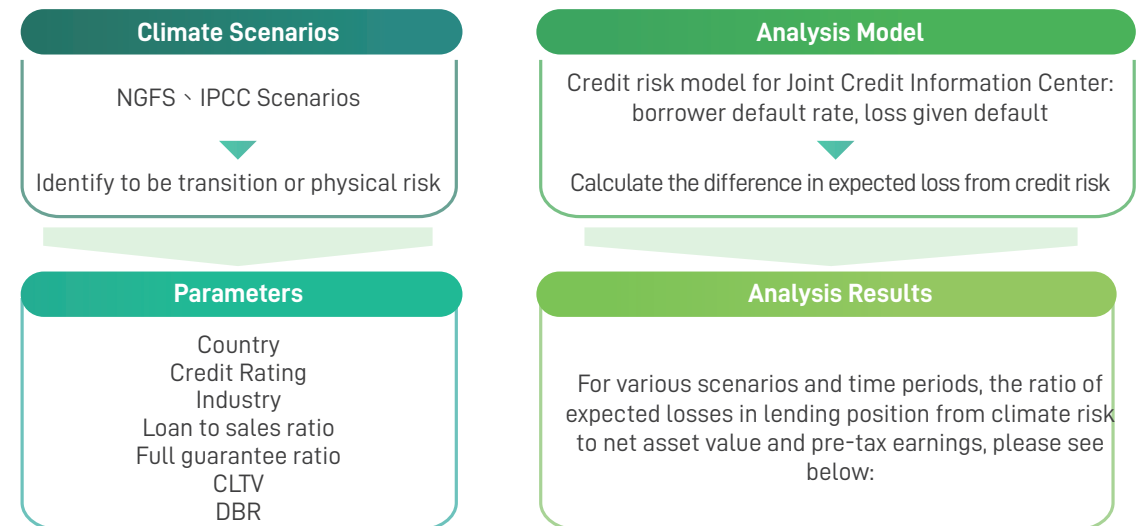 Climate Scenarios
NGFS、IPCC Scenarios
Identify to be transition or physical risk
Parameters
Country
Credit Rating
Industry
Loan to sales ratio
Full guarantee ratio
CLTV
DBR
Analysis Model
Credit risk model for Joint Credit Information Center:
borrower default rate, loss given default
Calculate the difference in expected loss from credit risk
Analysis Results
For various scenarios and time periods, the ratio of
expected losses in lending position from climate risk
to net asset value and pre-tax earnings, please see
below: